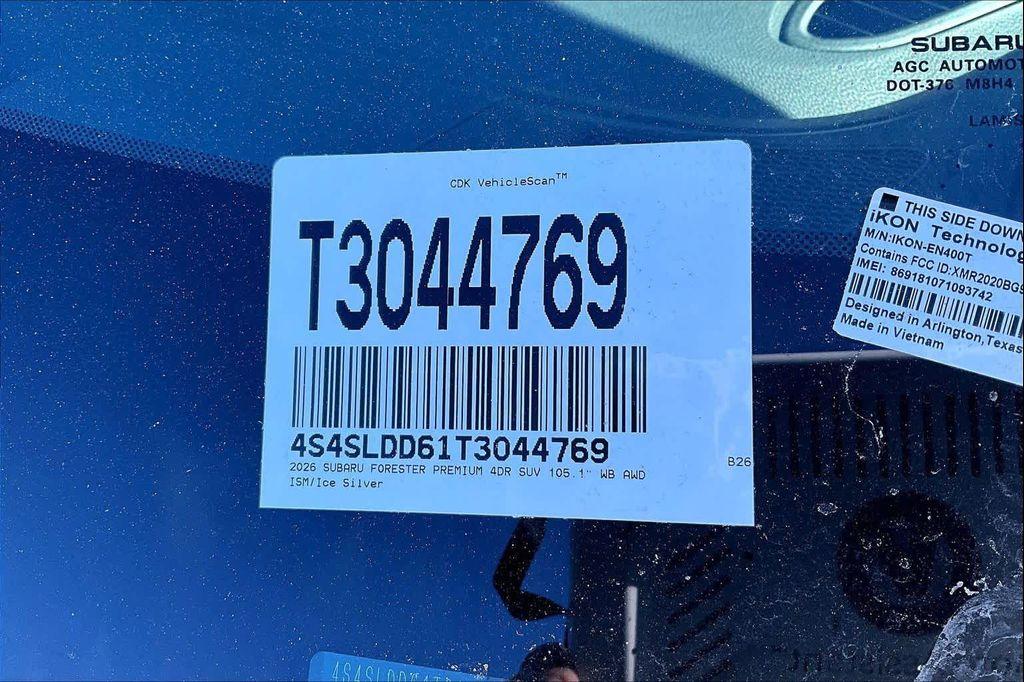 SUBARU
AGC AUTOMOT
DOT-376 M8H4
CDK VehicleScan™
T3044769
4S4SLDD61T3044769
2026 SUBARU FORESTER PREMIUM 4DR SUV 105.1" WB AWD
ISM/Ice Silver
B26
THIS SIDE DOWN
iKON Technolog
M/N:IKON-EN400T
Contains FCC ID:XMR2020BG9
IMEI: 869181071093742
Designed in Arlington,Texas
Made in Vietnam